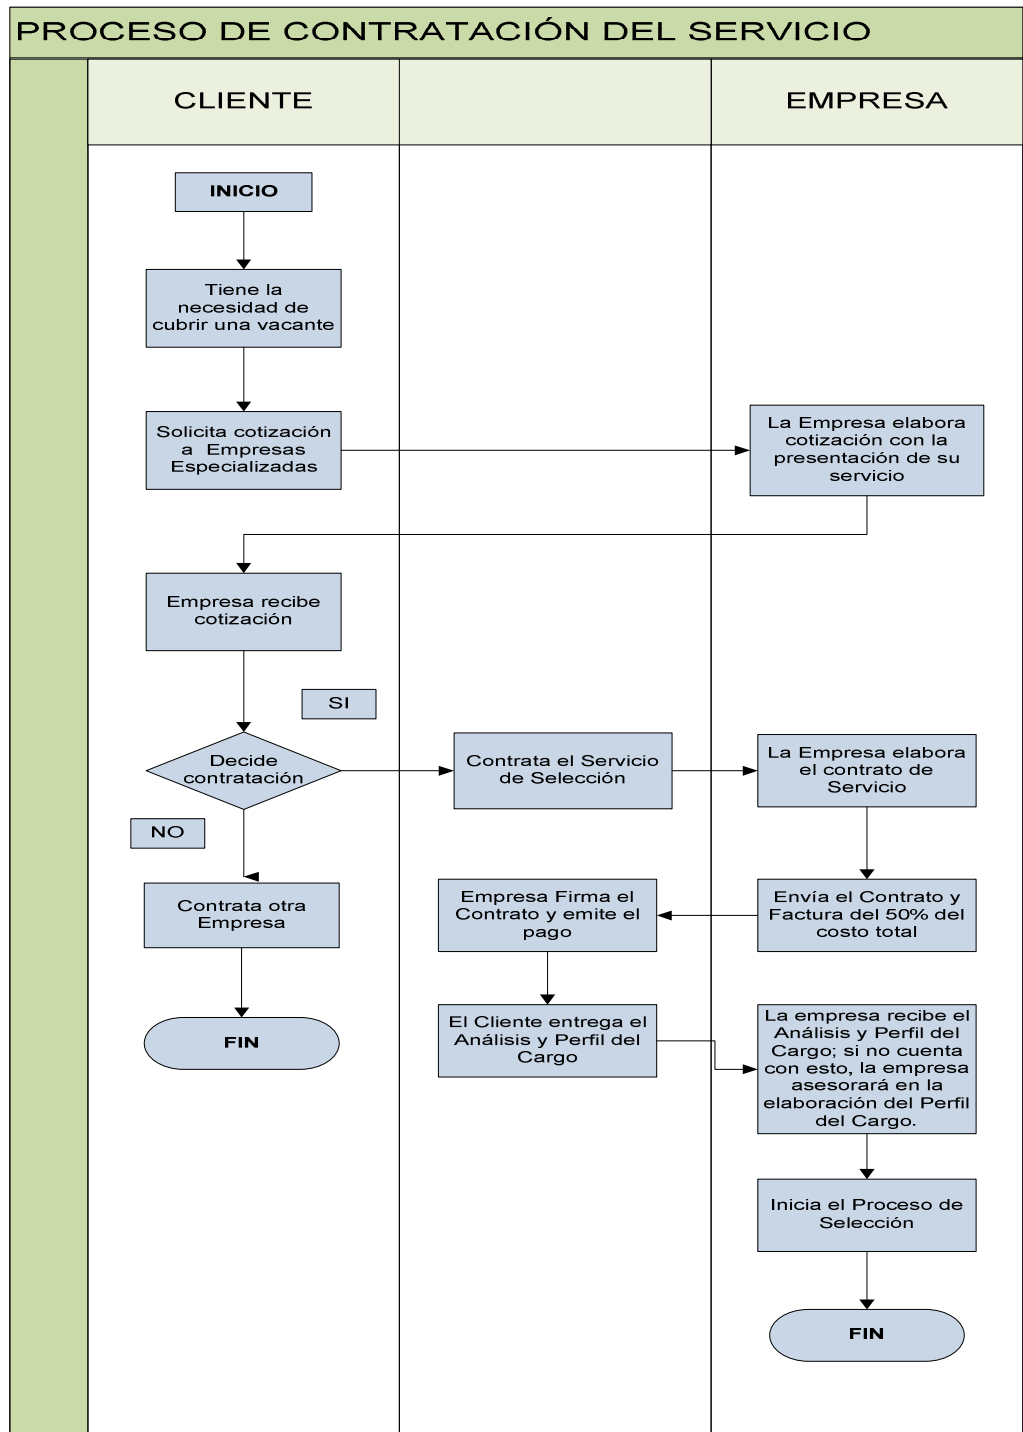 PROCESO DE CONTRATACIÓN DEL SERVICIO
CLIENTE
EMPRESA
INICIO
Tiene la
necesidad de
cubrir una vacante
Solicita cotización
a Empresas
Especializadas
La Empresa elabora
cotización con la
presentación de su
servicio
Empresa recibe
cotización
SI
Decide
contratación
Contrata el Servicio
de Selección
La Empresa elabora
el contrato de
Servicio
NO
Contrata otra
Empresa
Empresa Firma el
Contrato y emite el
pago
Envía el Contrato y
Factura del 50% del
costo total
FIN
El Cliente entrega el
Análisis y Perfil del
Cargo
La empresa recibe el
Análisis y Perfil del
Cargo; si no cuenta
con esto, la empresa
asesorará en la
elaboración del Perfil
del Cargo.
Inicia el Proceso de
Selección
FIN